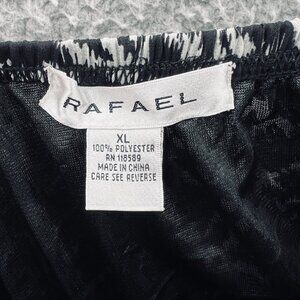 RAFAEL
XL
100% POLYESTER
RN 118589
MADE IN CHINA
CARE SEE REVERSE